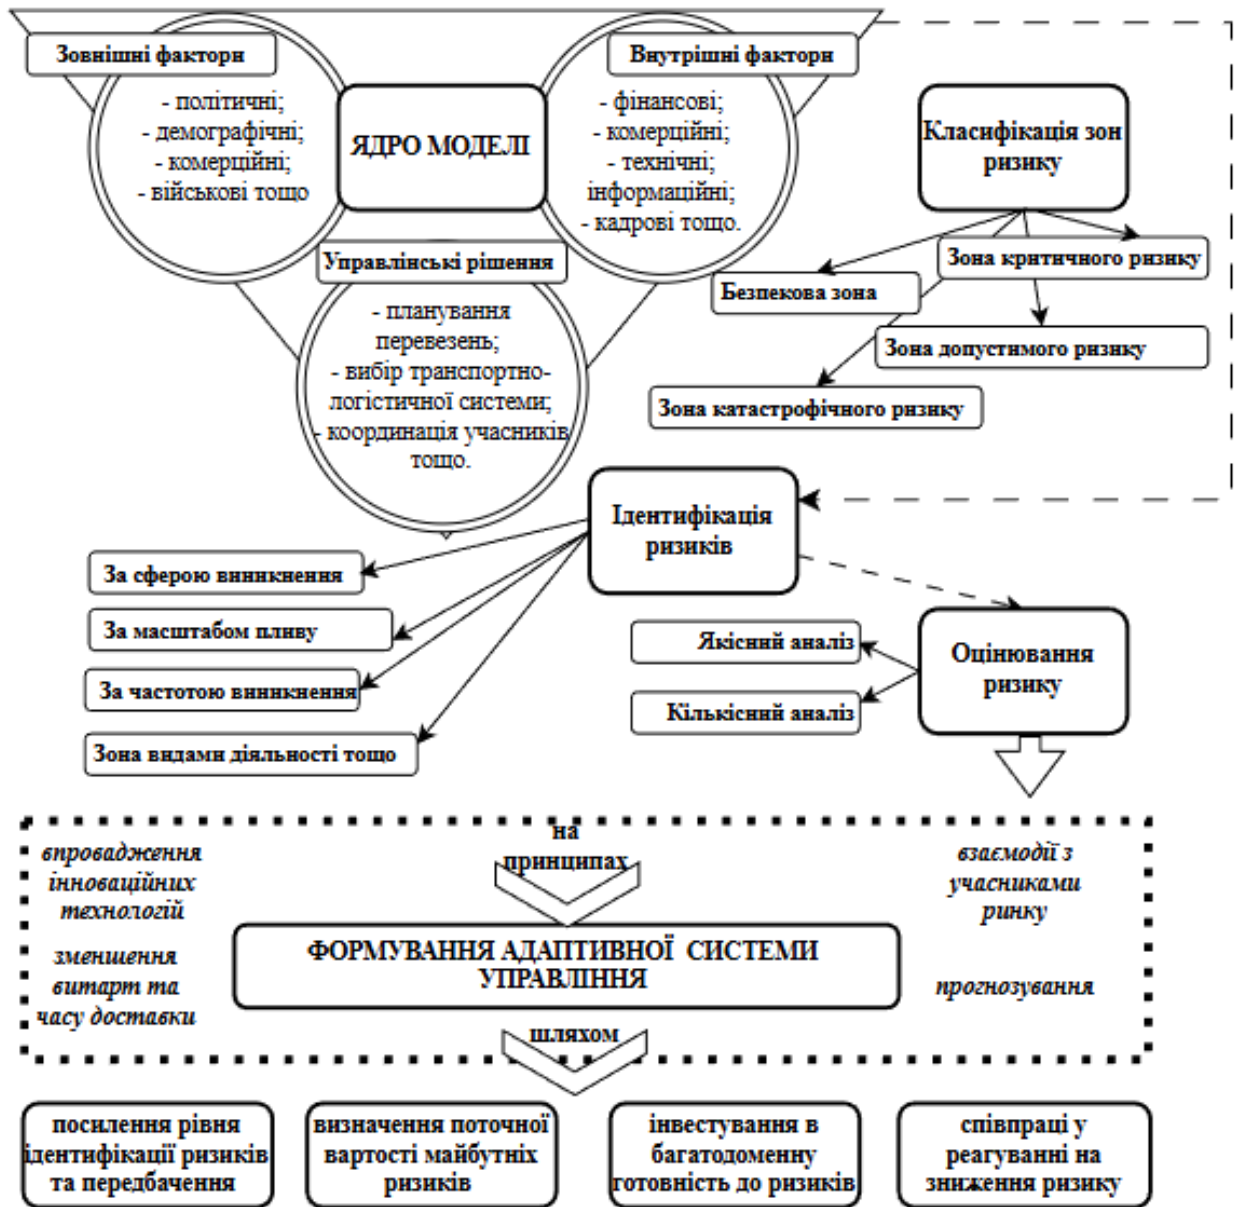 Зовнішні фактори
- політичні;
- демографічні;
- комерційні;
- військові тощо
ЯДРО МОДЕЛІ
Внутрішні фактори
- фінансові;
- комерційні;
- технічні;
інформаційні;
- кадрові тощо.
Управлінські рішення
- планування
перевезень;
- вибір транспортно-
логістичної системи;
- координація учасників
тощо.
Класифікація зон
ризику
Зона критичного ризику
Безпекова зона
Зона допустимого ризику
Зона катастрофічного ризику
Ідентифікація
ризиків
За сферою виникнення
За масштабом пливу
За частотою виникнення
Зона видами діяльності тощо
Оцінювання
ризику
Якісний аналіз
Кількісний аналіз
на
принципах
впровадження
інноваційних
технологій
зменшення
витарт та
часу доставки
взаємодії з
учасниками
ринку
прогнозування
ФОРМУВАННЯ АДАПТИВНОЇ СИСТЕМИ
УПРАВЛІННЯ
шляхом
посилення рівня
ідентифікації ризиків
та передбачення
визначення поточної
вартості майбутніх
ризиків
інвестування в
багатодоменну
готовність до ризиків
співпраці у
реагуванні на
зниження ризику